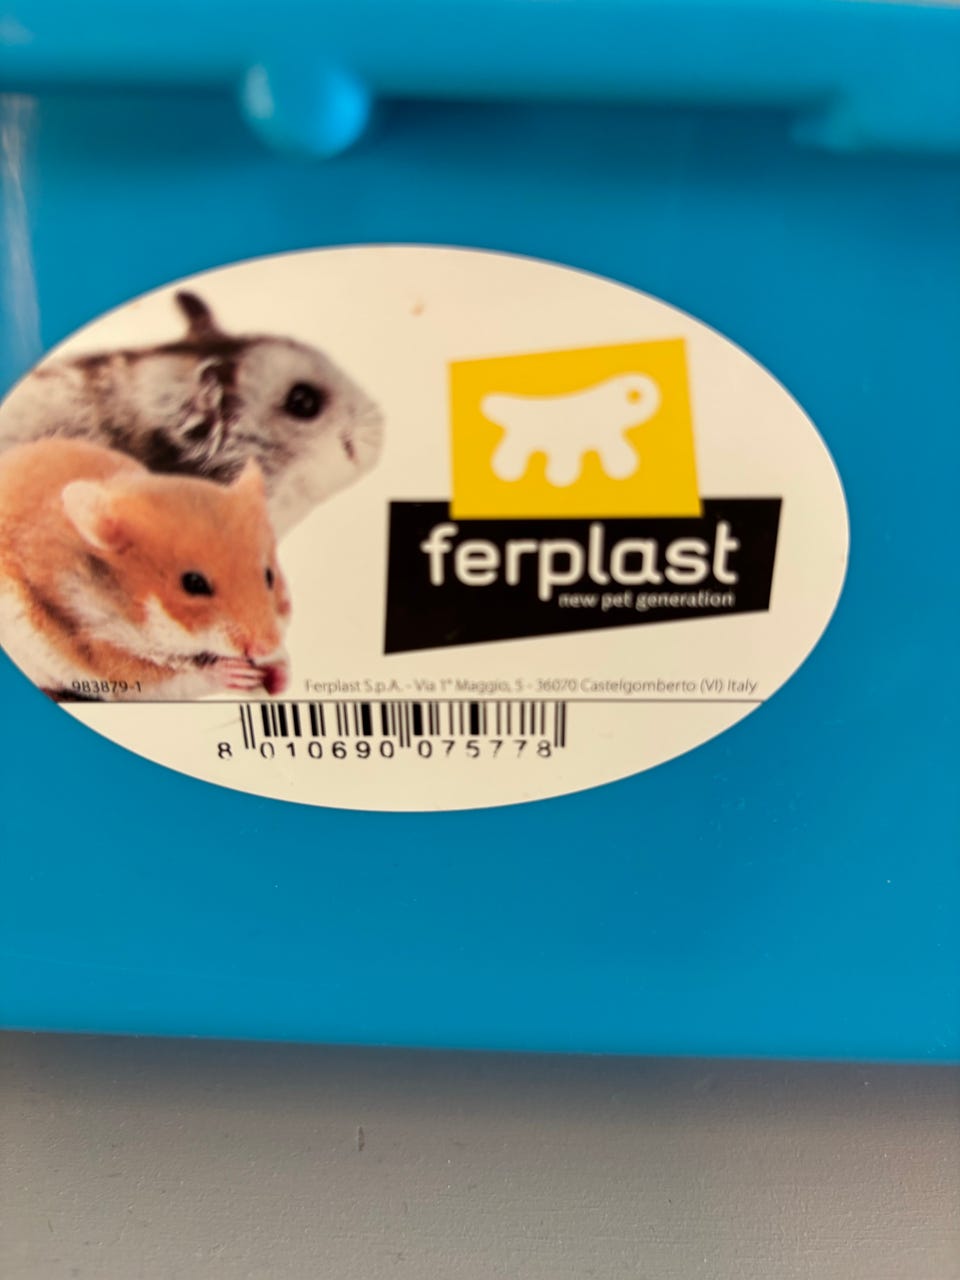 ferplast
new pet generation
983879-1
Ferplast S.p.A. - Via 1° Maggio, 5 - 36070 Castelgomberto (VI) Italy
8 010690 075778